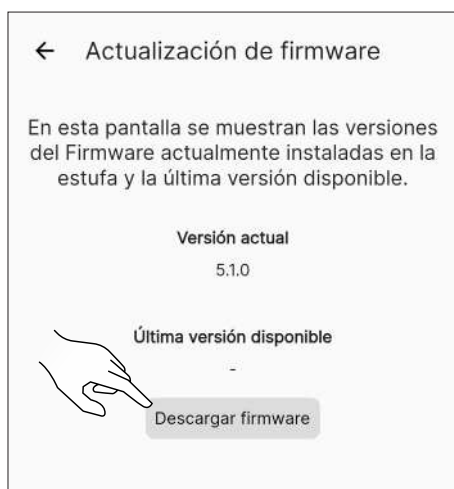 ← Actualización de firmware
En esta pantalla se muestran las versiones
del Firmware actualmente instaladas en la
estufa y la última versión disponible.
Versión actual
5.1.0
Última versión disponible
-
Descargar firmware